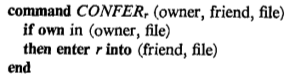 command CONFERᵣ (owner, friend, file)
if own in (owner, file)
then enter r into (friend, file)
end